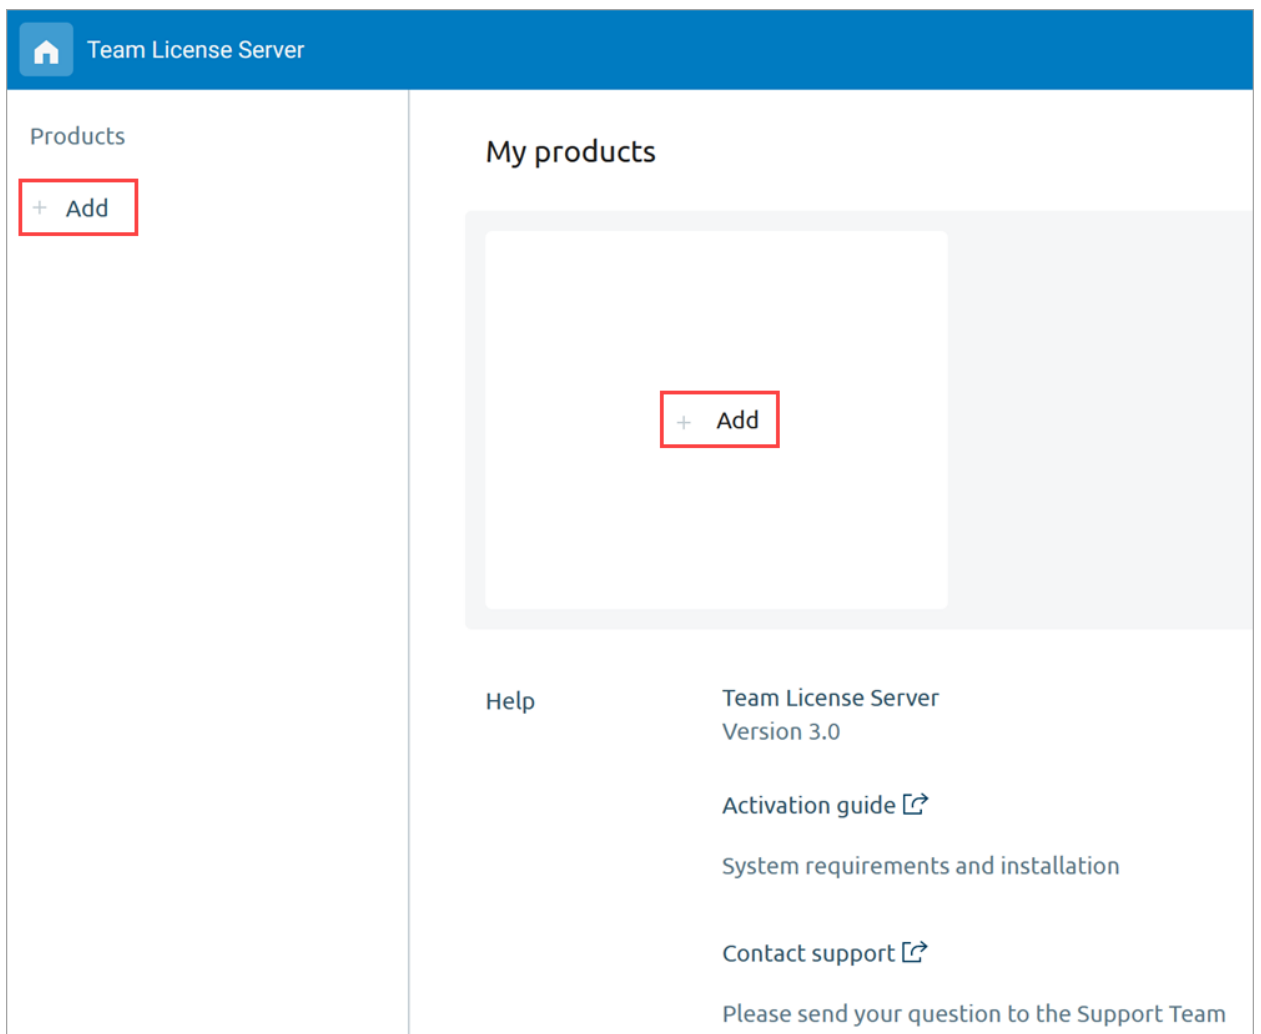 Team License Server
Products
+ Add
My products
+ Add
Help
Team License Server
Version 3.0
Activation guide
System requirements and installation
Contact support
Please send your question to the Support Team